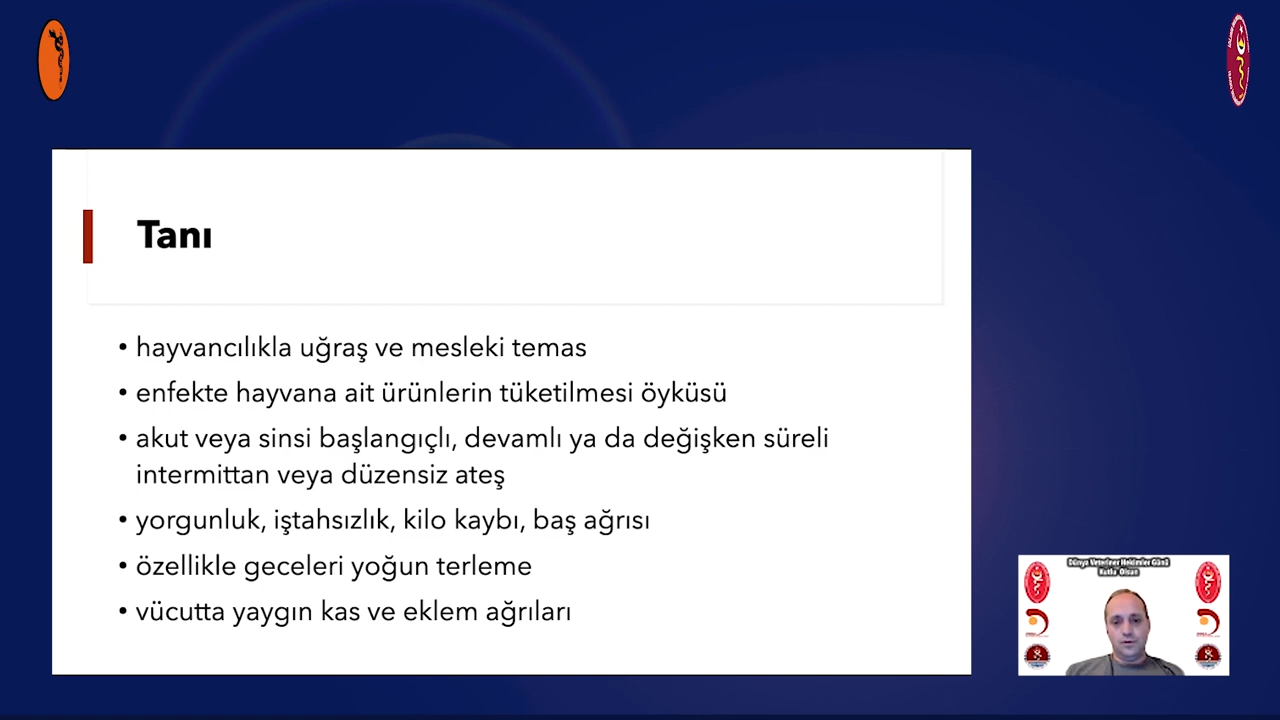 Tanı
• hayvancılıkla uğraş ve mesleki temas
• enfekte hayvana ait ürünlerin tüketilmesi öyküsü
• akut veya sinsi başlangıçlı, devamlı ya da değişken süreli
intermittan veya düzensiz ateş
• yorgunluk, iştahsızlık, kilo kaybı, baş ağrısı
• özellikle geceleri yoğun terleme
• vücutta yaygın kas ve eklem ağrıları
Dünya Veteriner Hekimler Günü
Kutlu Olsun